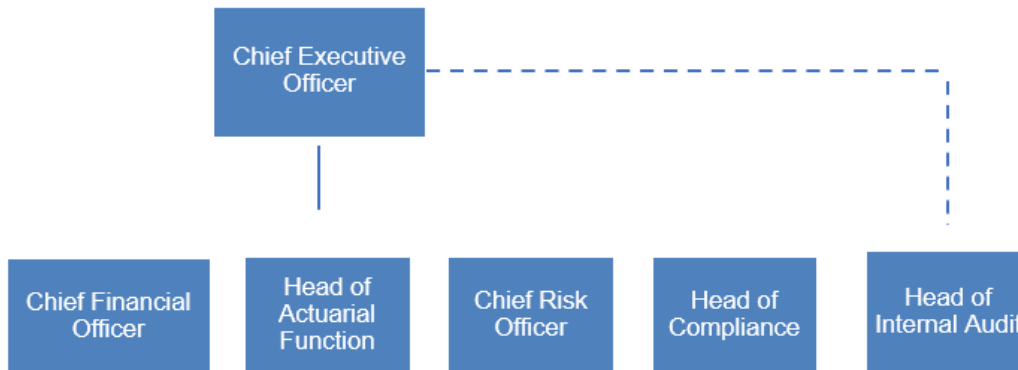 Chief Executive
Officer
Chief Financial
Officer
Head of
Actuarial
Function
Chief Risk
Officer
Head of
Compliance
Head of
Internal Audit